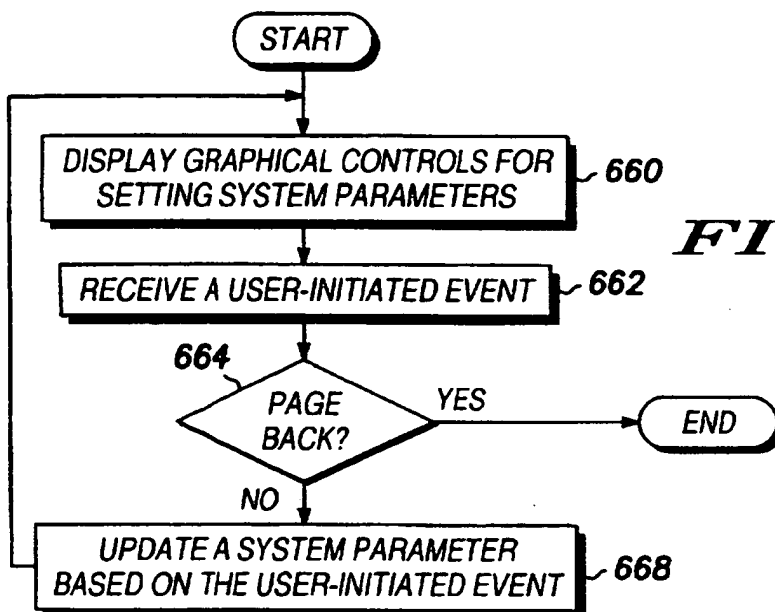 START
DISPLAY GRAPHICAL CONTROLS FOR
SETTING SYSTEM PARAMETERS
660
FI
RECEIVE A USER-INITIATED EVENT
662
664
PAGE
BACK?
YES
END
NO
UPDATE A SYSTEM PARAMETER
BASED ON THE USER-INITIATED EVENT
668